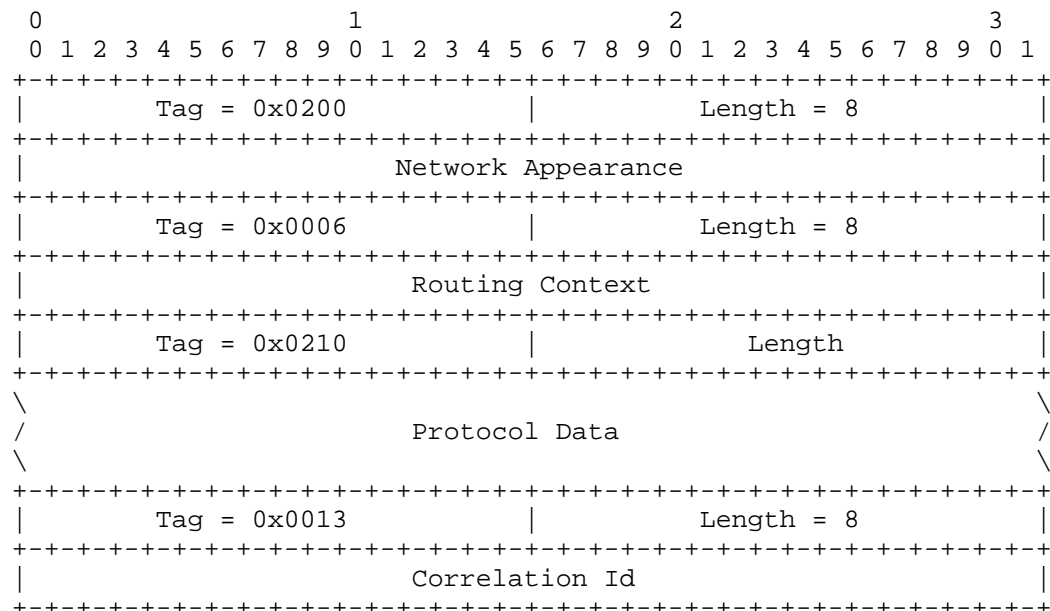 0                   1                   2                   3
 0 1 2 3 4 5 6 7 8 9 0 1 2 3 4 5 6 7 8 9 0 1 2 3 4 5 6 7 8 9 0 1
+-+-+-+-+-+-+-+-+-+-+-+-+-+-+-+-+-+-+-+-+-+-+-+-+-+-+-+-+-+-+-+-+
|        Tag = 0x0200           |          Length = 8           |
+-+-+-+-+-+-+-+-+-+-+-+-+-+-+-+-+-+-+-+-+-+-+-+-+-+-+-+-+-+-+-+-+
|                       Network Appearance                      |
+-+-+-+-+-+-+-+-+-+-+-+-+-+-+-+-+-+-+-+-+-+-+-+-+-+-+-+-+-+-+-+-+
|        Tag = 0x0006           |          Length = 8           |
+-+-+-+-+-+-+-+-+-+-+-+-+-+-+-+-+-+-+-+-+-+-+-+-+-+-+-+-+-+-+-+-+
|                        Routing Context                        |
+-+-+-+-+-+-+-+-+-+-+-+-+-+-+-+-+-+-+-+-+-+-+-+-+-+-+-+-+-+-+-+-+
|        Tag = 0x0210           |             Length            |
+-+-+-+-+-+-+-+-+-+-+-+-+-+-+-+-+-+-+-+-+-+-+-+-+-+-+-+-+-+-+-+-+
\                                                               \
/                        Protocol Data                          /
\                                                               \
+-+-+-+-+-+-+-+-+-+-+-+-+-+-+-+-+-+-+-+-+-+-+-+-+-+-+-+-+-+-+-+-+
|        Tag = 0x0013           |          Length = 8           |
+-+-+-+-+-+-+-+-+-+-+-+-+-+-+-+-+-+-+-+-+-+-+-+-+-+-+-+-+-+-+-+-+
|                        Correlation Id                         |
+-+-+-+-+-+-+-+-+-+-+-+-+-+-+-+-+-+-+-+-+-+-+-+-+-+-+-+-+-+-+-+-+